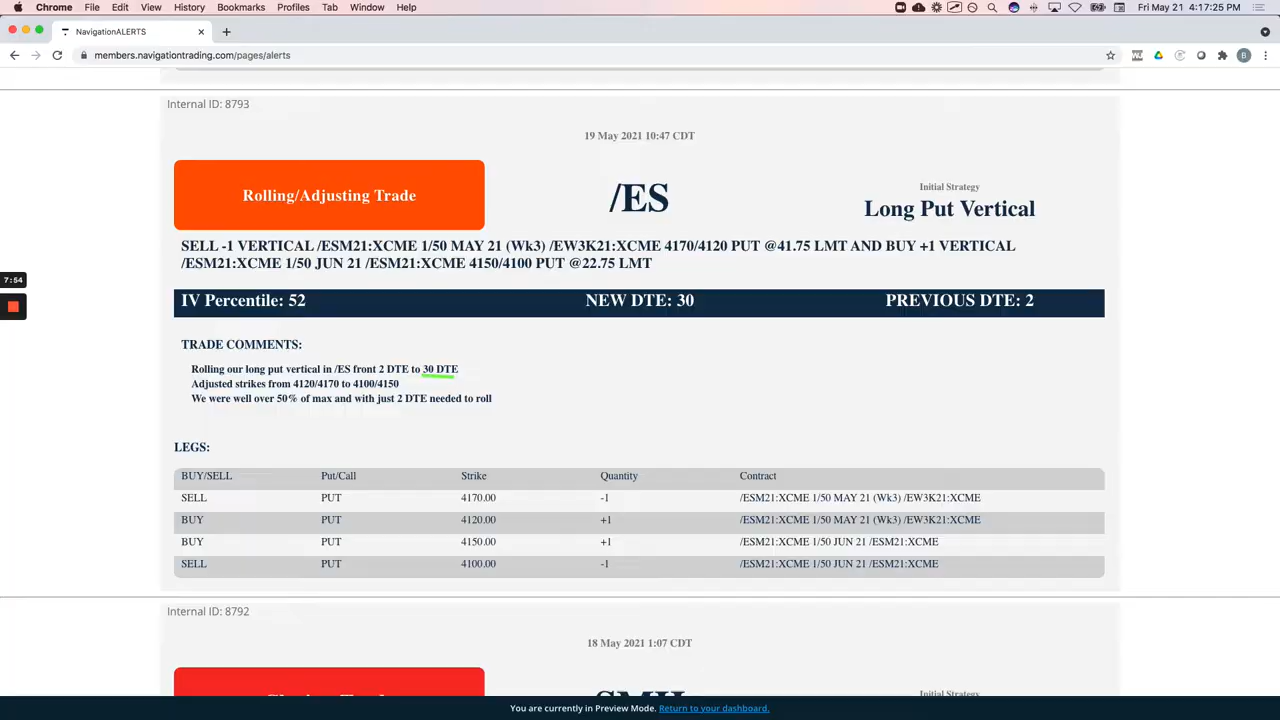 Chrome File Edit View History Bookmarks Profiles Tab Window Help Fri May 21 4:17:25 PM
NavigationALERTS
members.navigationtrading.com/pages/alerts
B
Internal ID: 8793
19 May 2021 10:47 CDT
Rolling/Adjusting Trade
/ES
Initial Strategy
Long Put Vertical
SELL -1 VERTICAL /ESM21:XCME 1/50 MAY 21 (Wk3) /EW3K21:XCME 4170/4120 PUT @41.75 LMT AND BUY +1 VERTICAL
/ESM21:XCME 1/50 JUN 21 /ESM21:XCME 4150/4100 PUT @22.75 LMT
7:54
IV Percentile: 52 NEW DTE: 30 PREVIOUS DTE: 2
TRADE COMMENTS:
Rolling our long put vertical in /ES front 2 DTE to 30 DTE
Adjusted strikes from 4120/4170 to 4100/4150
We were well over 50% of max and with just 2 DTE needed to roll
LEGS:
BUY/SELL Put/Call Strike Quantity Contract
SELL PUT 4170.00 -1 /ESM21:XCME 1/50 MAY 21 (Wk3) /EW3K21:XCME
BUY PUT 4120.00 +1 /ESM21:XCME 1/50 MAY 21 (Wk3) /EW3K21:XCME
BUY PUT 4150.00 +1 /ESM21:XCME 1/50 JUN 21 /ESM21:XCME
SELL PUT 4100.00 -1 /ESM21:XCME 1/50 JUN 21 /ESM21:XCME
Internal ID: 8792
18 May 2021 1:07 CDT
SMH
Initial Strategy
You are currently in Preview Mode. Return to your dashboard.